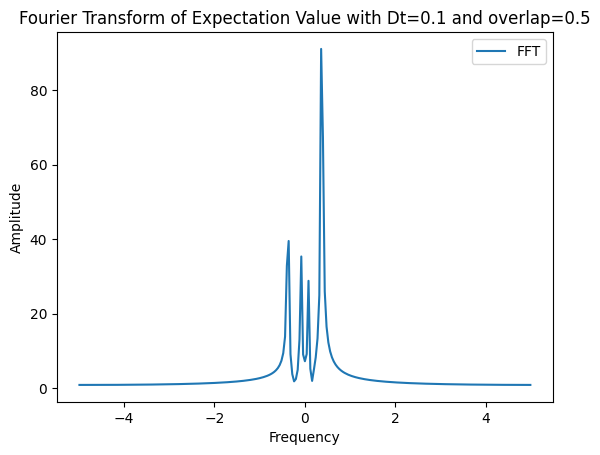 Fourier Transform of Expectation Value with Dt=0.1 and overlap=0.5
FFT
80
60
40
20
0
Amplitude
−4 −2 0 2 4
Frequency